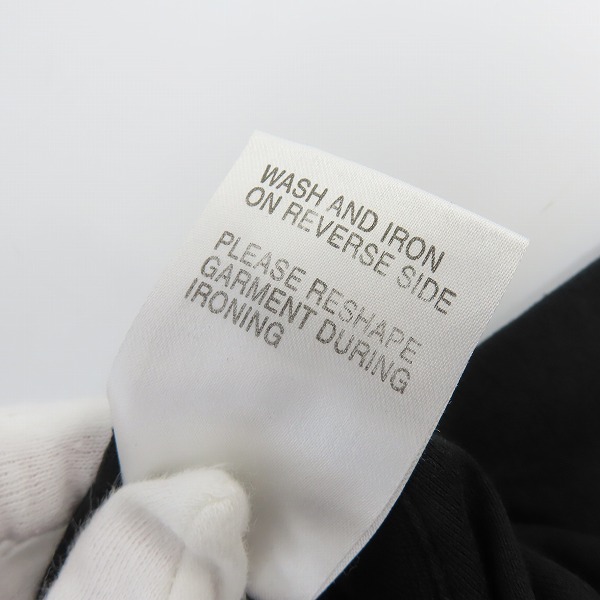 WASH AND IRON
ON REVERSE SIDE
PLEASE RESHAPE
GARMENT DURING
IRONING